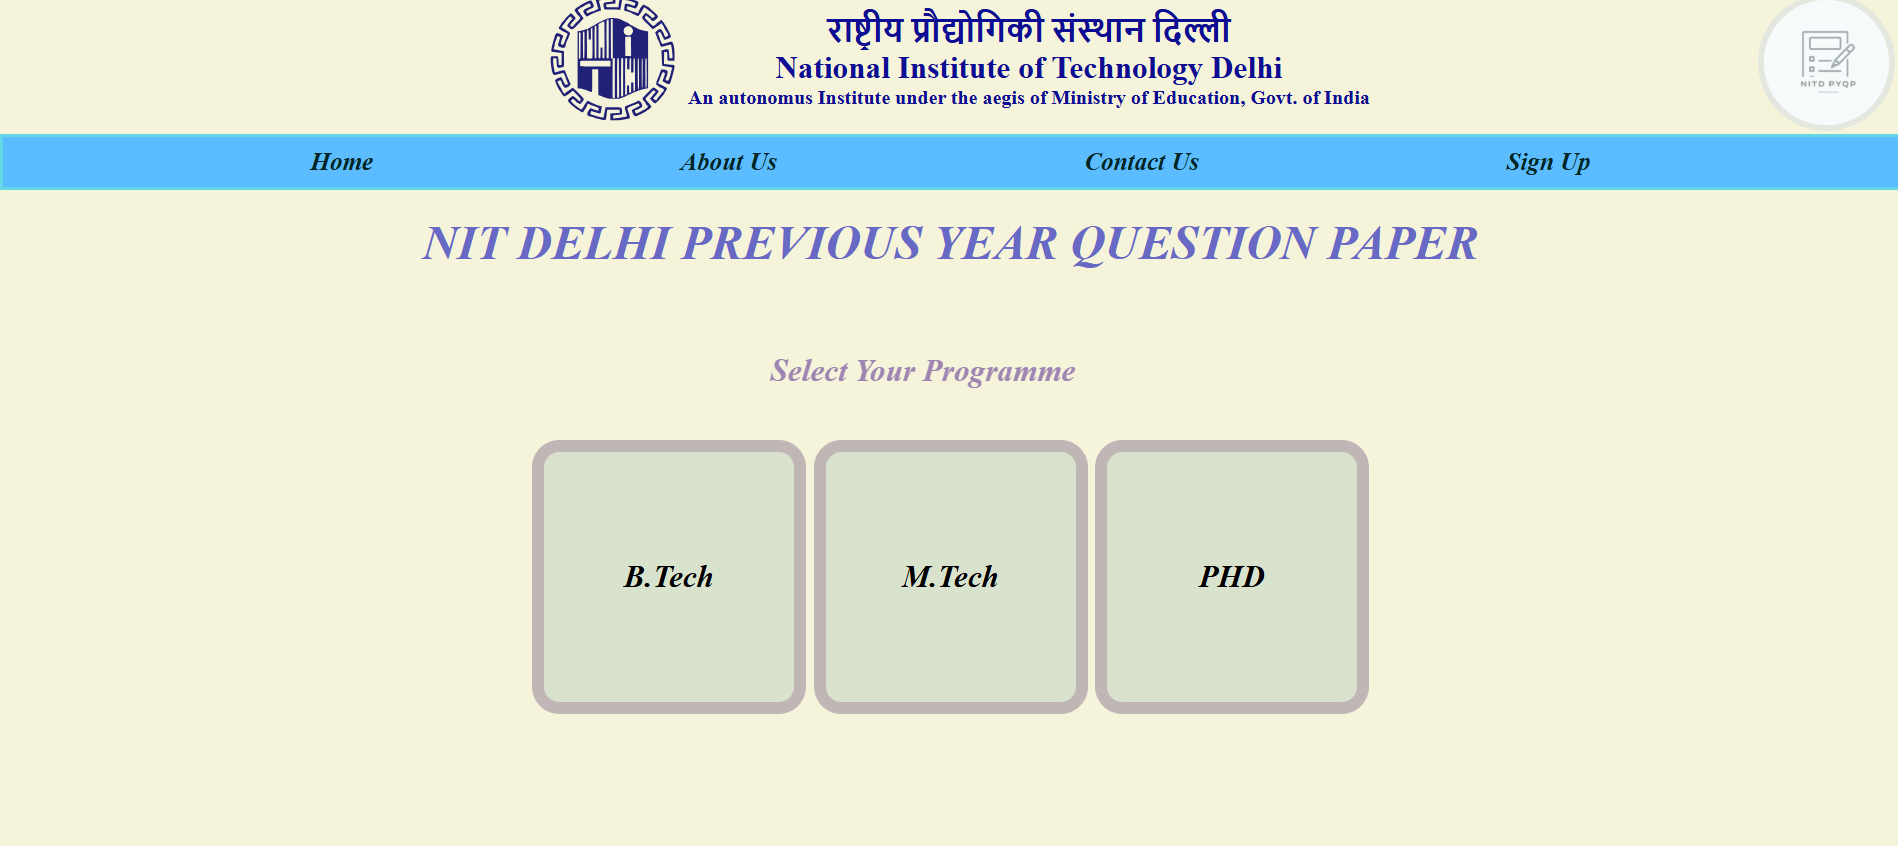 राष्ट्रीय प्रौद्योगिकी संस्थान दिल्ली
National Institute of Technology Delhi
An autonomus Institute under the aegis of Ministry of Education, Govt. of India
NITD PYQP
Home About Us Contact Us Sign Up
NIT DELHI PREVIOUS YEAR QUESTION PAPER
Select Your Programme
B.Tech M.Tech PHD